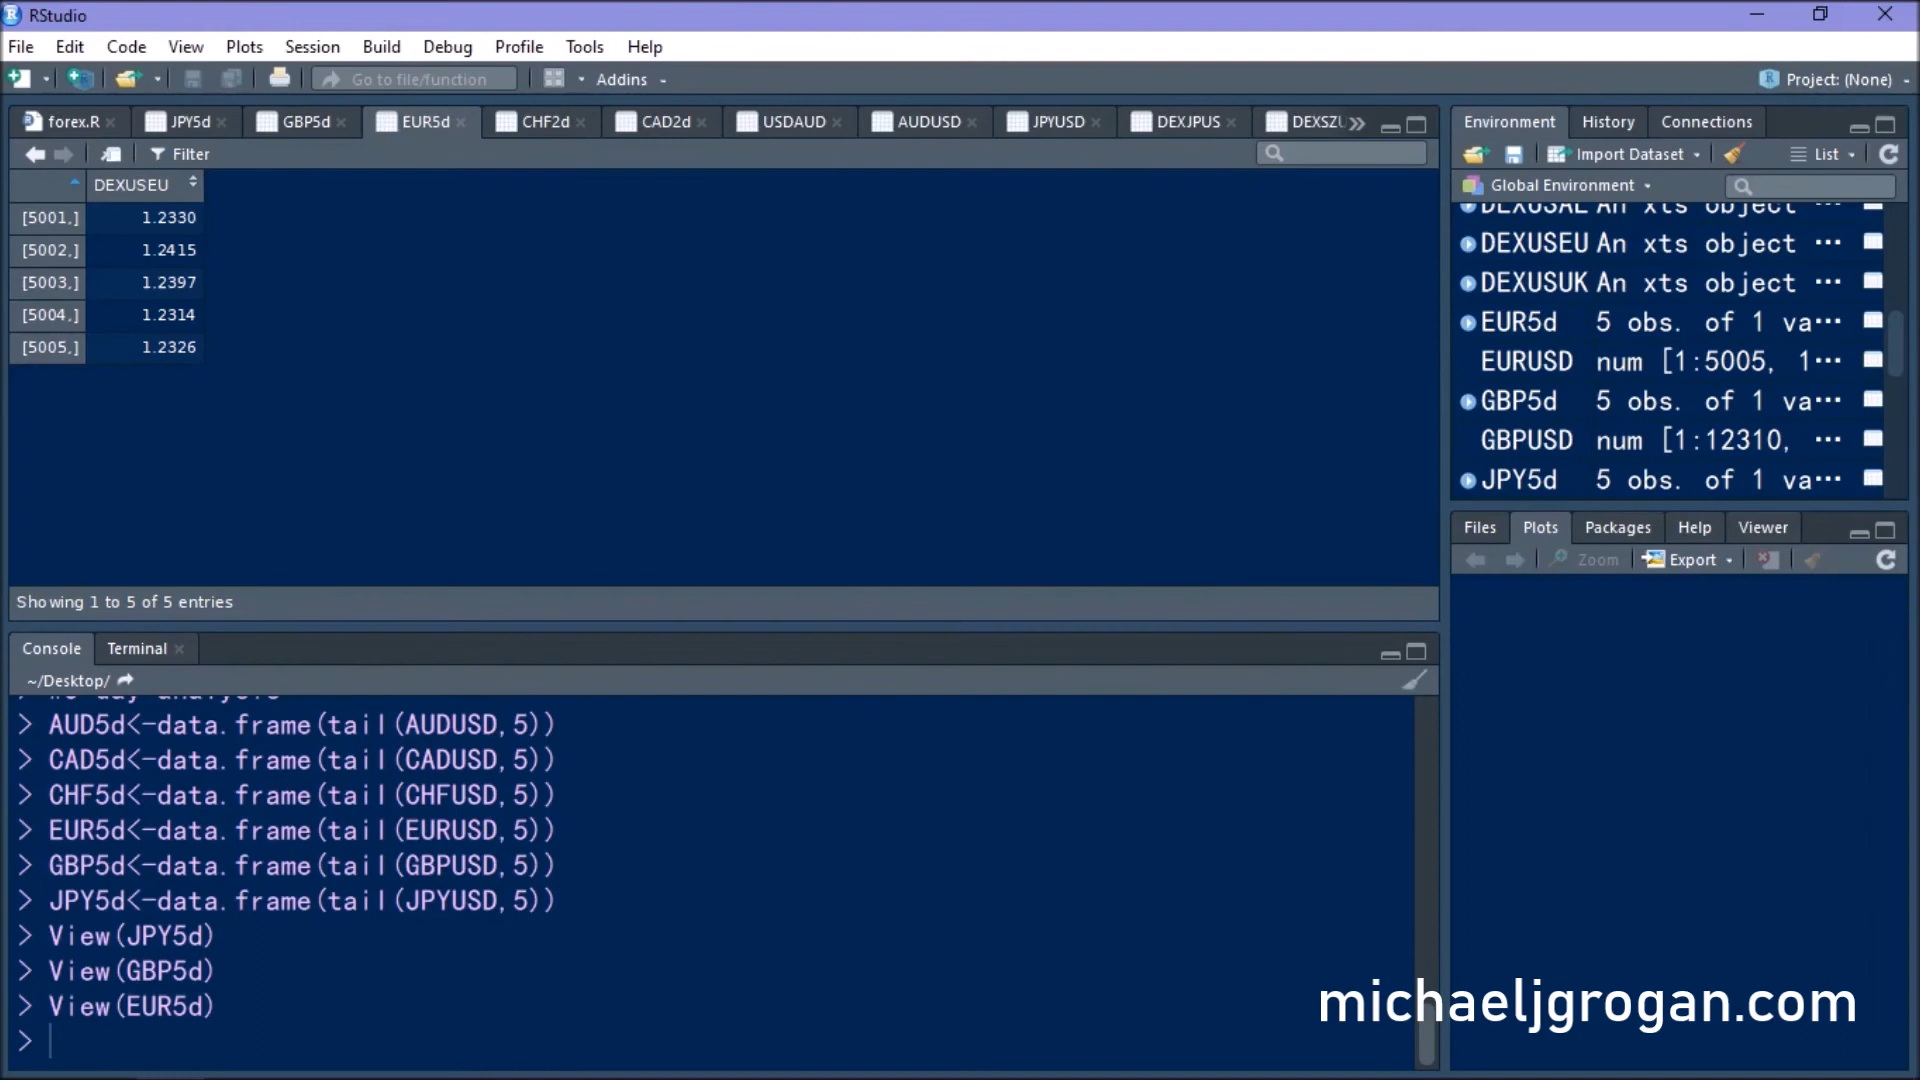 RStudio
File Edit Code View Plots Session Build Debug Profile Tools Help
Go to file/function Addins Project: (None)
forex.R JPY5d GBP5d EUR5d CHF2d CAD2d USDAUD AUDUSD JPYUSD DEXJPUS DEXSZU
Filter
DEXUSEU
[5001,] 1.2330
[5002,] 1.2415
[5003,] 1.2397
[5004,] 1.2314
[5005,] 1.2326
Showing 1 to 5 of 5 entries
Console Terminal
~/Desktop/
> AUD5d<-data.frame(tail(AUDUSD,5))
> CAD5d<-data.frame(tail(CADUSD,5))
> CHF5d<-data.frame(tail(CHFUSD,5))
> EUR5d<-data.frame(tail(EURUSD,5))
> GBP5d<-data.frame(tail(GBPUSD,5))
> JPY5d<-data.frame(tail(JPYUSD,5))
> View(JPY5d)
> View(GBP5d)
> View(EUR5d)
>
Environment History Connections
Import Dataset List
Global Environment
DEXUSAL An xts object ...
DEXUSEU An xts object ...
DEXUSUK An xts object ...
EUR5d 5 obs. of 1 va...
EURUSD num [1:5005, 1...
GBP5d 5 obs. of 1 va...
GBPUSD num [1:12310, ...
JPY5d 5 obs. of 1 va...
Files Plots Packages Help Viewer
Zoom Export
michaeljgrogan.com